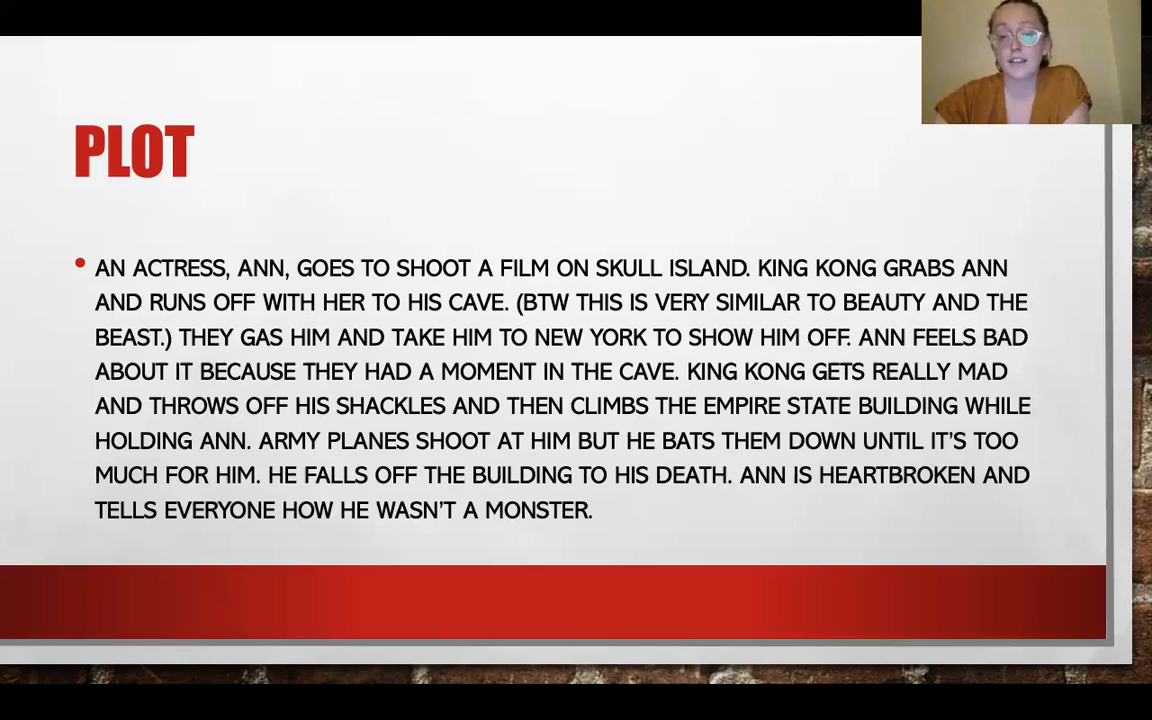 PLOT
AN ACTRESS, ANN, GOES TO SHOOT A FILM ON SKULL ISLAND. KING KONG GRABS ANN
AND RUNS OFF WITH HER TO HIS CAVE. (BTW THIS IS VERY SIMILAR TO BEAUTY AND THE
BEAST.) THEY GAS HIM AND TAKE HIM TO NEW YORK TO SHOW HIM OFF. ANN FEELS BAD
ABOUT IT BECAUSE THEY HAD A MOMENT IN THE CAVE. KING KONG GETS REALLY MAD
AND THROWS OFF HIS SHACKLES AND THEN CLIMBS THE EMPIRE STATE BUILDING WHILE
HOLDING ANN. ARMY PLANES SHOOT AT HIM BUT HE BATS THEM DOWN UNTIL IT'S TOO
MUCH FOR HIM. HE FALLS OFF THE BUILDING TO HIS DEATH. ANN IS HEARTBROKEN AND
TELLS EVERYONE HOW HE WASN'T A MONSTER.